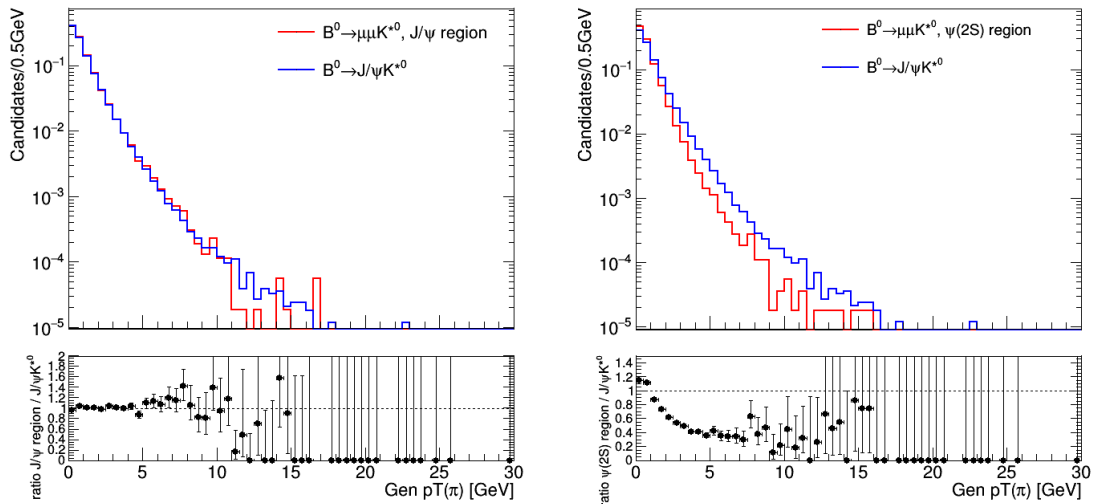 Candidates/0.5GeV
10⁻¹
10⁻²
10⁻³
10⁻⁴
10⁻⁵
B⁰→μμK*⁰, J/ψ region
B⁰→J/ψK*⁰
ratio J/ψ region / J/ψK*⁰
2
1.8
1.6
1.4
1.2
1
0.8
0.6
0.4
0.2
0
0 5 10 15 20 25 30
Gen pT(π) [GeV]
Candidates/0.5GeV
10⁻¹
10⁻²
10⁻³
10⁻⁴
10⁻⁵
B⁰→μμK*⁰, ψ(2S) region
B⁰→J/ψK*⁰
ratio ψ(2S) region / J/ψK*⁰
1.4
1.2
1
0.8
0.6
0.4
0.2
0
0 5 10 15 20 25 30
Gen pT(π) [GeV]